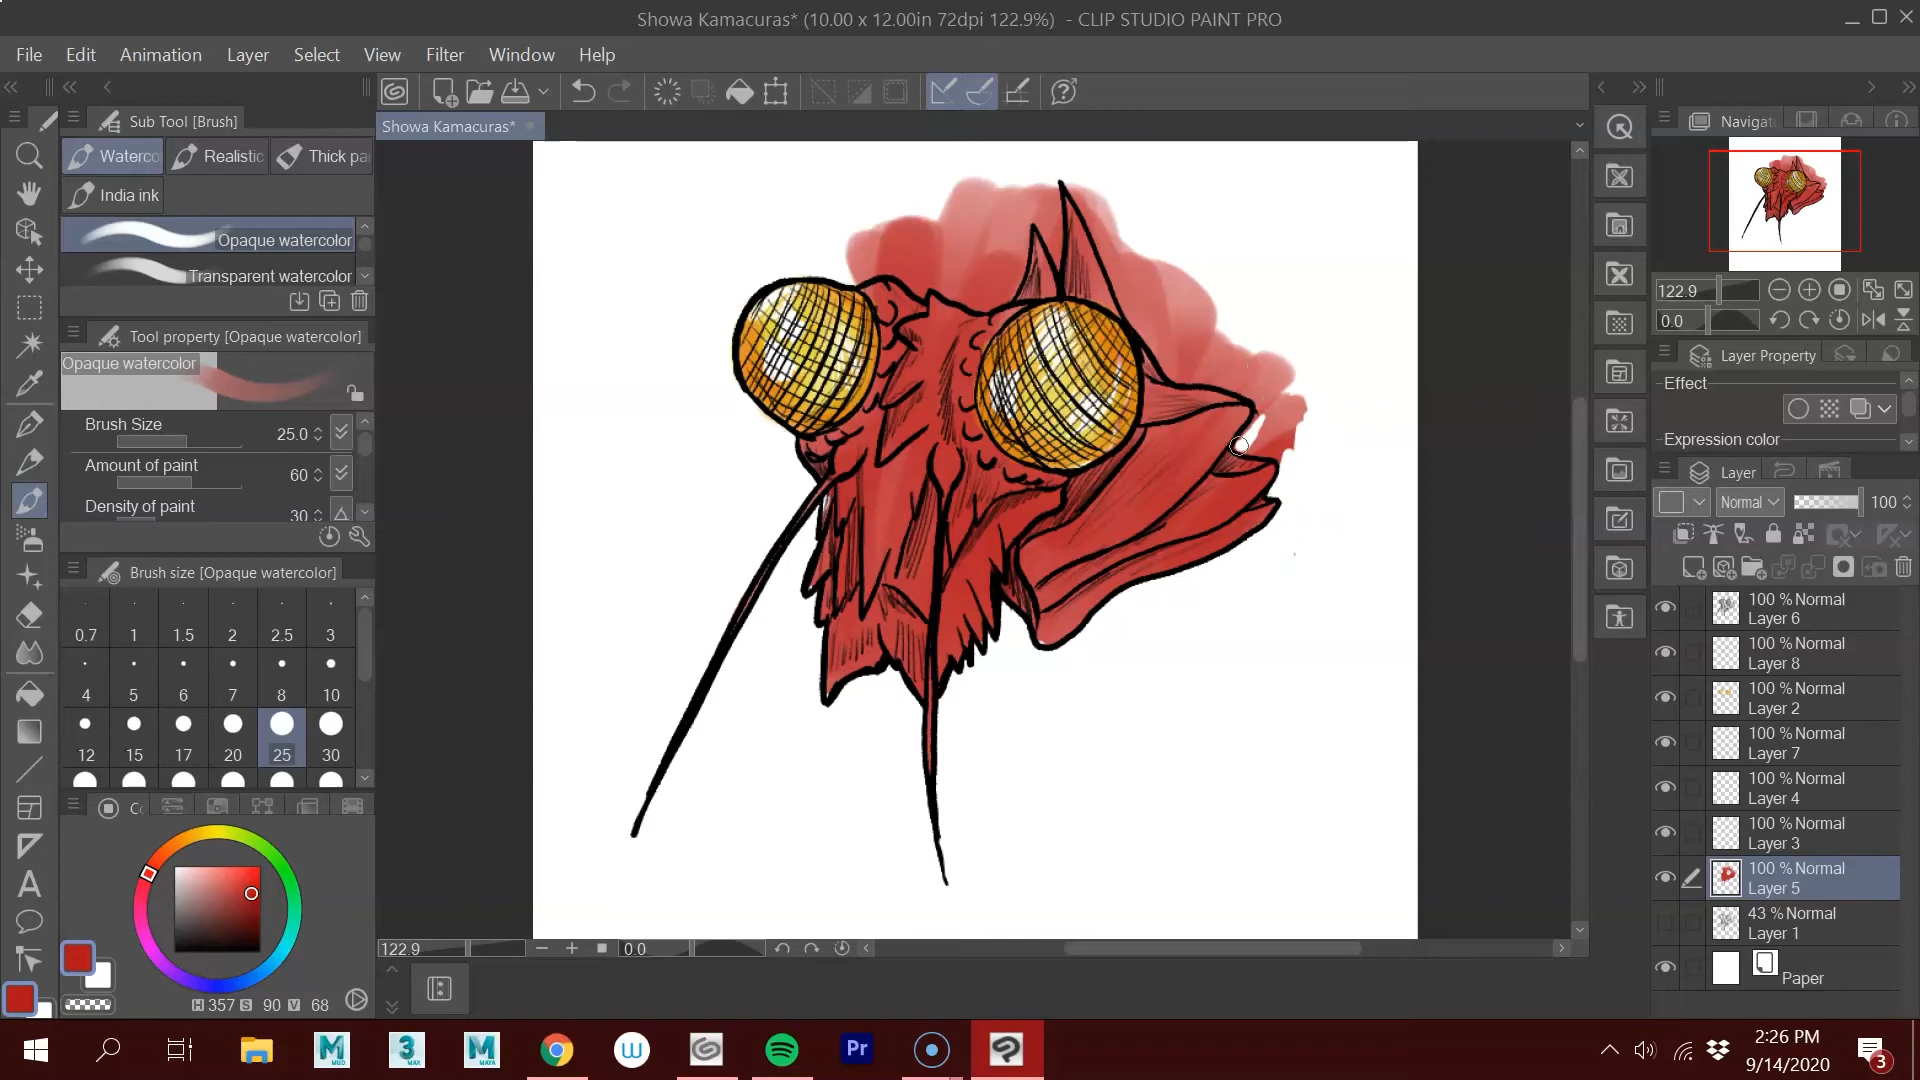 Showa Kamacuras* (10.00 x 12.00in 72dpi 122.9%) - CLIP STUDIO PAINT PRO
File Edit Animation Layer Select View Filter Window Help
Sub Tool [Brush]
Showa Kamacuras*
Waterco Realistic Thick pa
India ink
Opaque watercolor
Transparent watercolor
Tool property [Opaque watercolor]
Opaque watercolor
Brush Size 25.0
Amount of paint 60
Density of paint 30
Brush size [Opaque watercolor]
0.7 1 1.5 2 2.5 3
4 5 6 7 8 10
12 15 17 20 25 30
H 357 S 90 V 68
122.9 0.0
Navigat
122.9
0.0
Layer Property
Effect
Expression color
Layer
Normal 100
100 % Normal
Layer 6
100 % Normal
Layer 8
100 % Normal
Layer 2
100 % Normal
Layer 7
100 % Normal
Layer 4
100 % Normal
Layer 3
100 % Normal
Layer 5
43 % Normal
Layer 1
Paper
M MUD 3 MAX M MAYA Pr
2:26 PM
9/14/2020
3